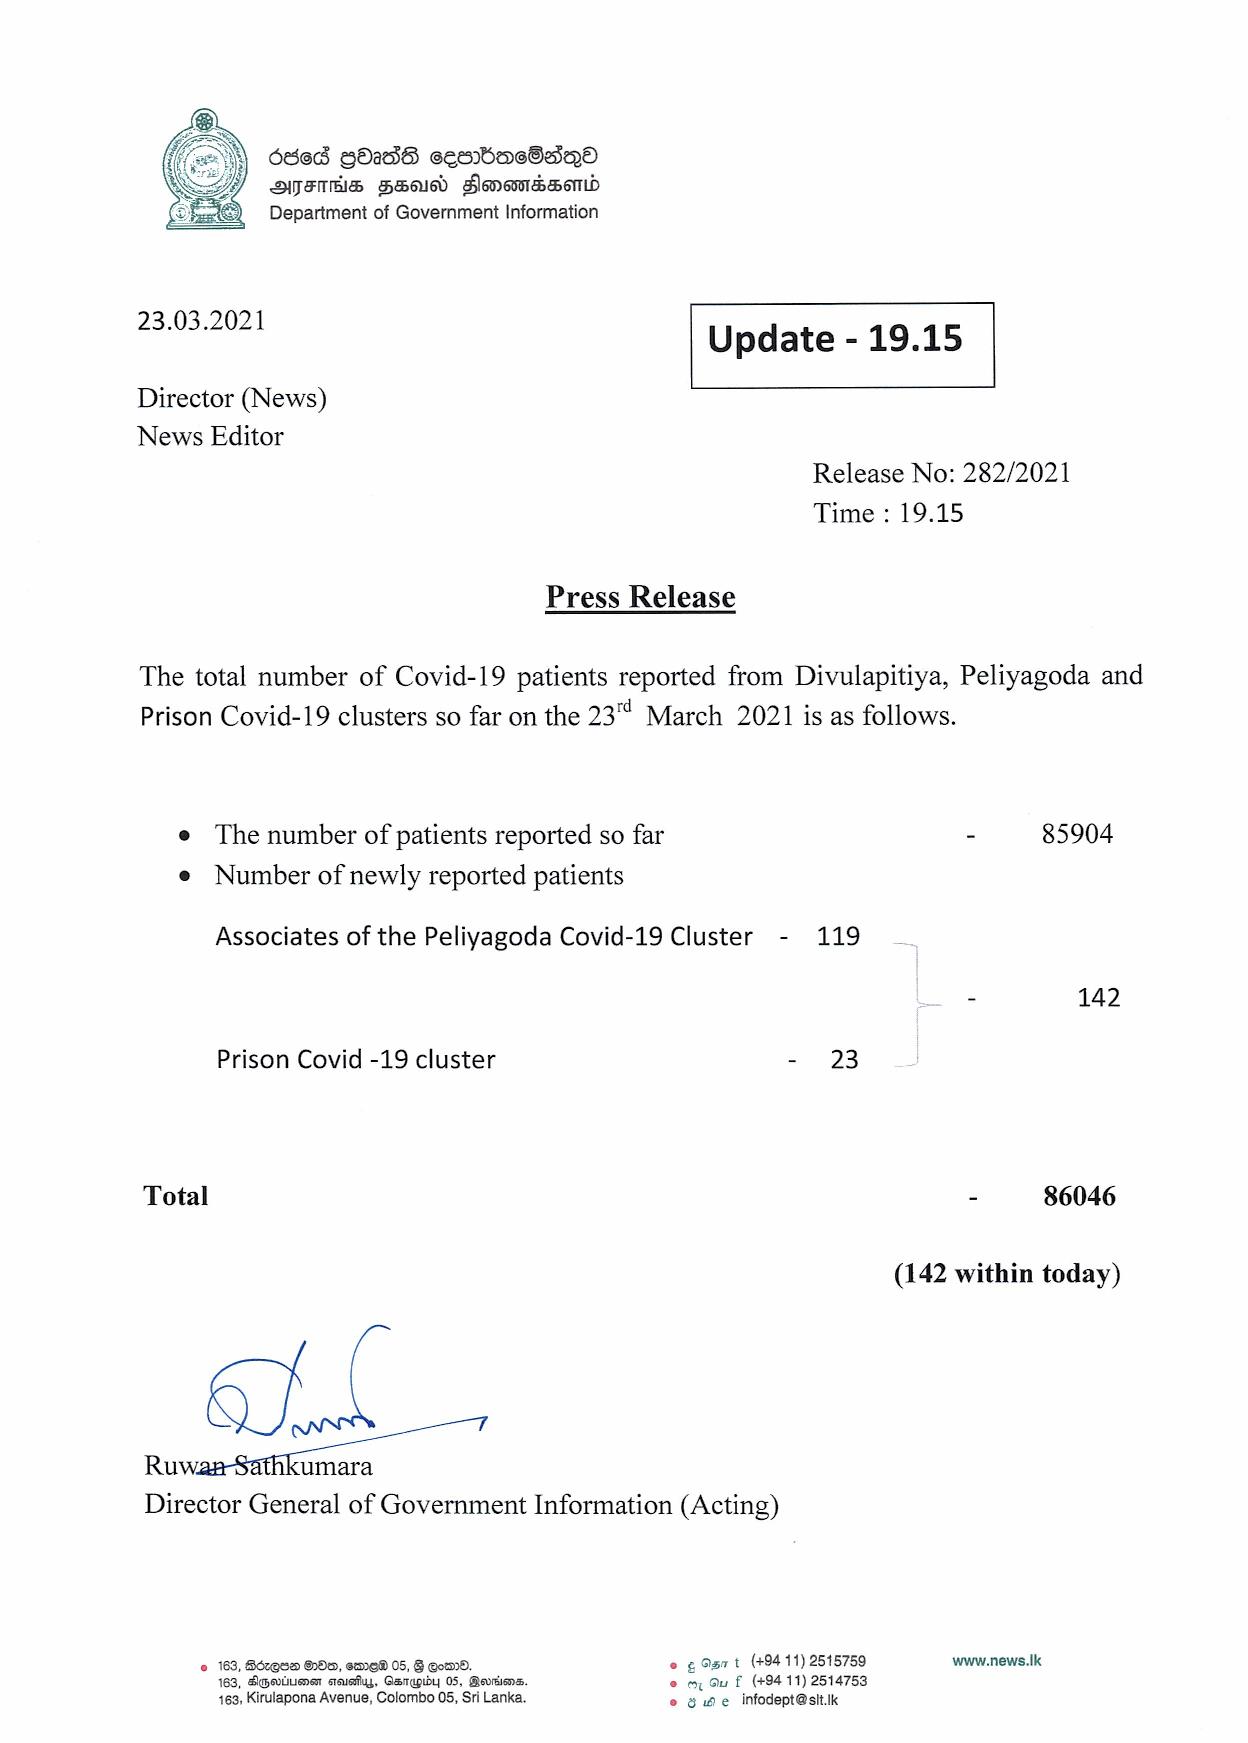 රජයේ ප්‍රවෘත්ති දෙපාර්තමේන්තුව
அரசாங்க தகவல் திணைக்களம்
Department of Government Information
23.03.2021
Update - 19.15
Director (News)
News Editor
Release No: 282/2021
Time : 19.15
Press Release
The total number of Covid-19 patients reported from Divulapitiya, Peliyagoda and
Prison Covid-19 clusters so far on the 23rd March 2021 is as follows.
• The number of patients reported so far - 85904
• Number of newly reported patients
Associates of the Peliyagoda Covid-19 Cluster - 119
- 142
Prison Covid -19 cluster - 23
Total - 86046
(142 within today)
Ruwan Sathkumara
Director General of Government Information (Acting)
163, කිරුලපන මාවත, කොළඹ 05, ශ්‍රී ලංකාව.
163, கிருலப்பனை எவனியூ, கொழும்பு 05, இலங்கை.
163, Kirulapona Avenue, Colombo 05, Sri Lanka.
දු தொ t (+94 11) 2515759
ෆැ பெ f (+94 11) 2514753
ඊ மி e infodept@slt.lk
www.news.lk